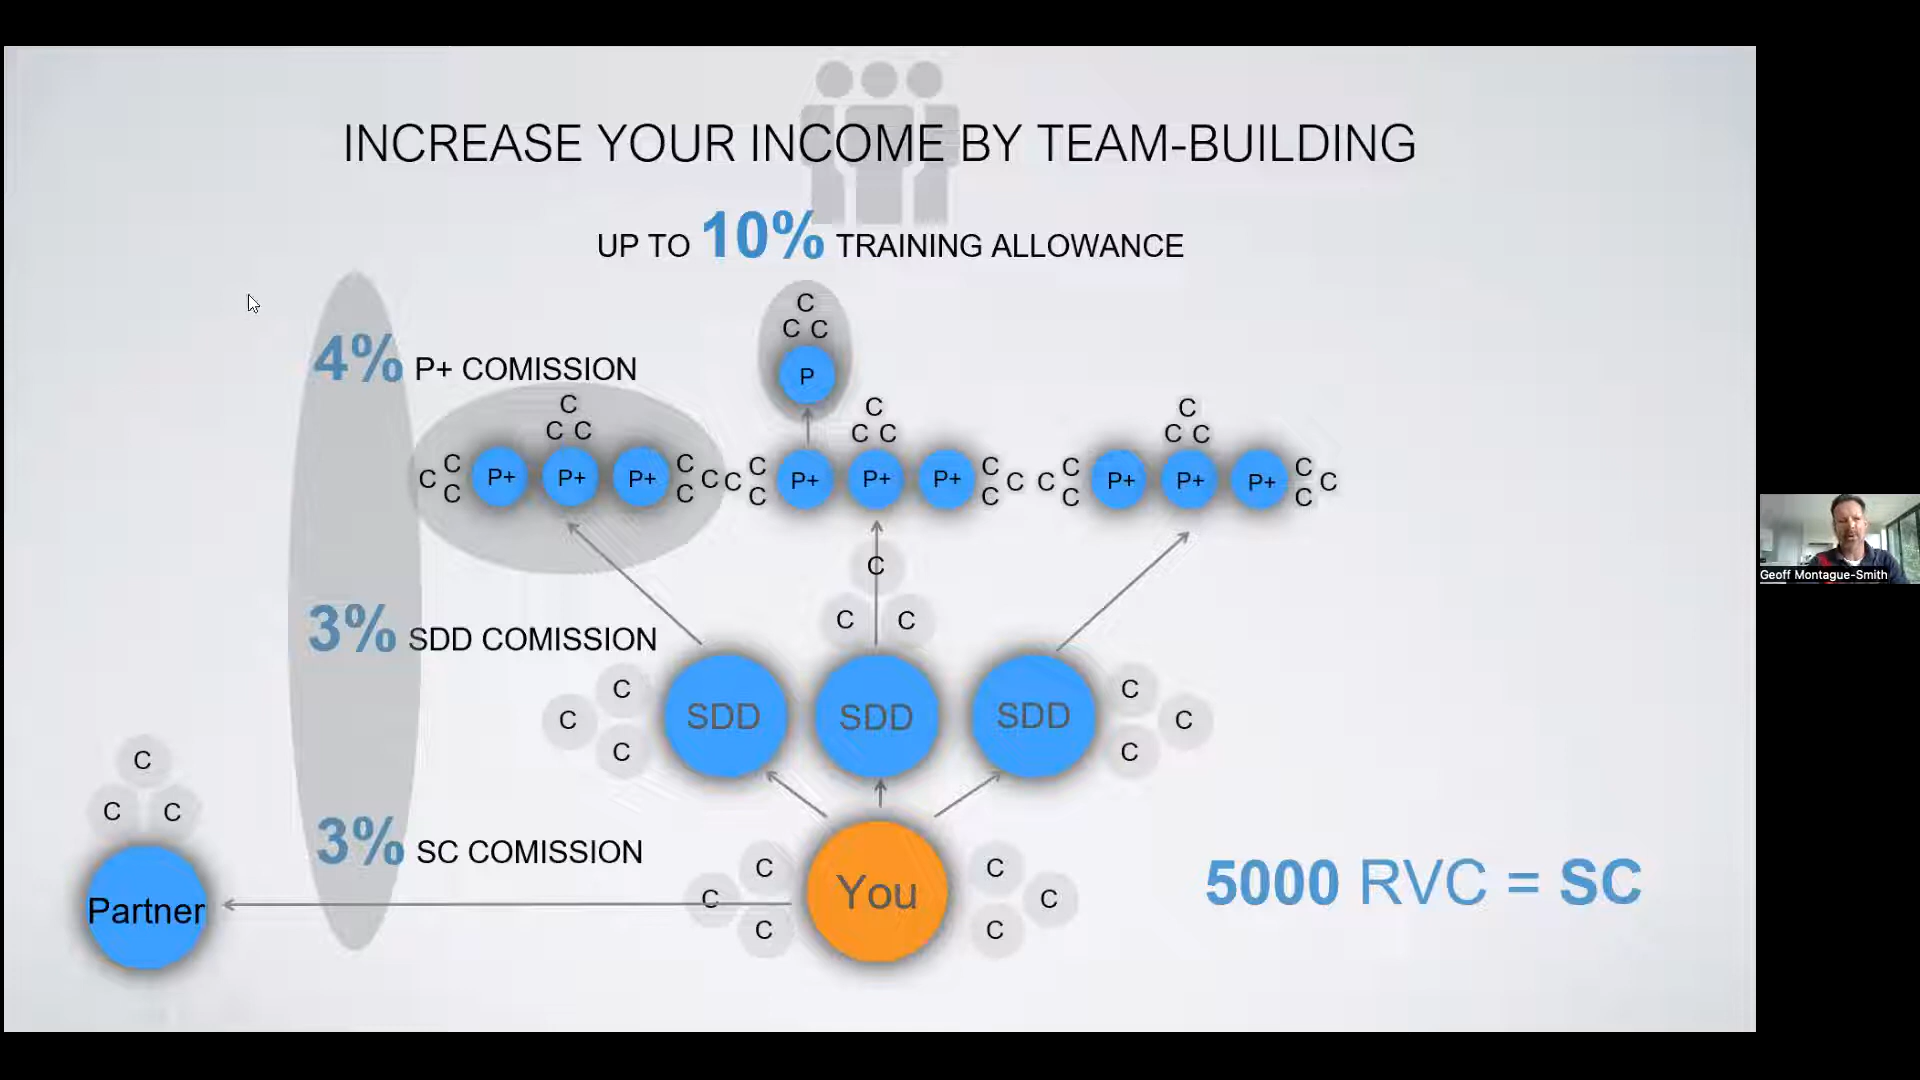 INCREASE YOUR INCOME BY TEAM-BUILDING
UP TO 10% TRAINING ALLOWANCE
C
C C
P
4% P+ COMISSION
C
C C
C
C C
C
C C
C C C P+ P+ P+ C C C
C C C P+ P+ P+ C C C
C C C P+ P+ P+ C C C
C
C C
3% SDD COMISSION
C
C
C
SDD SDD SDD
C
C
C
C
C C
Partner
3% SC COMISSION
C
C
C
You
C
C
C
5000 RVC = SC
Geoff Montague-Smith